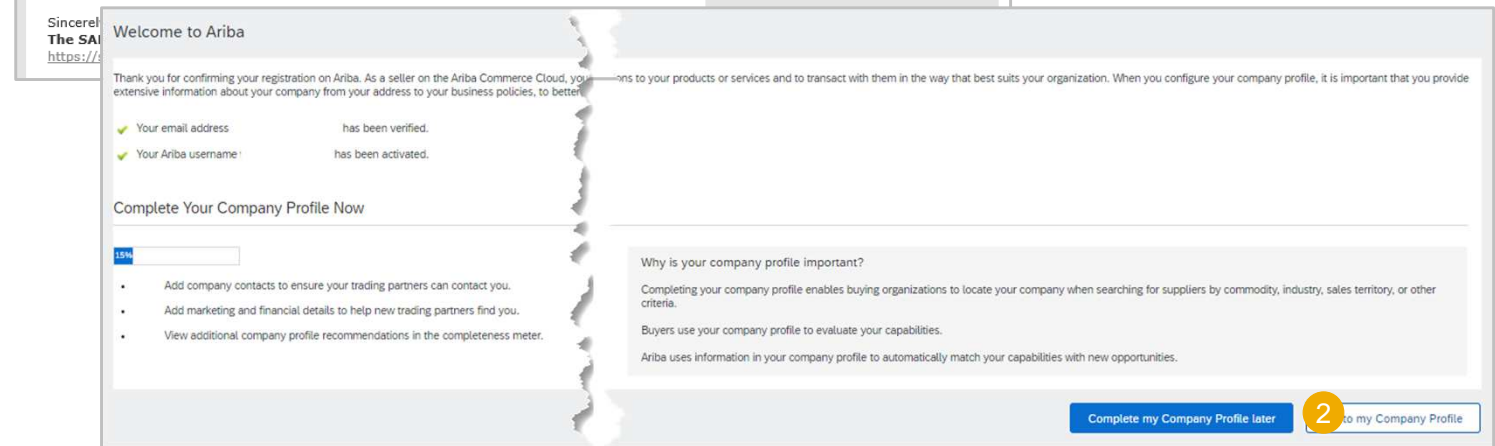 Sincerel
The SA
https://s
Welcome to Ariba
Thank you for confirming your registration on Ariba. As a seller on the Ariba Commerce Cloud, you ons to your products or services and to transact with them in the way that best suits your organization. When you configure your company profile, it is important that you provide
extensive information about your company from your address to your business policies, to better
Your email address has been verified.
Your Ariba username has been activated.
Complete Your Company Profile Now
15%
• Add company contacts to ensure your trading partners can contact you.
• Add marketing and financial details to help new trading partners find you.
• View additional company profile recommendations in the completeness meter.
Why is your company profile important?
Completing your company profile enables buying organizations to locate your company when searching for suppliers by commodity, industry, sales territory, or other
criteria.
Buyers use your company profile to evaluate your capabilities.
Ariba uses information in your company profile to automatically match your capabilities with new opportunities.
Complete my Company Profile later
2 to my Company Profile